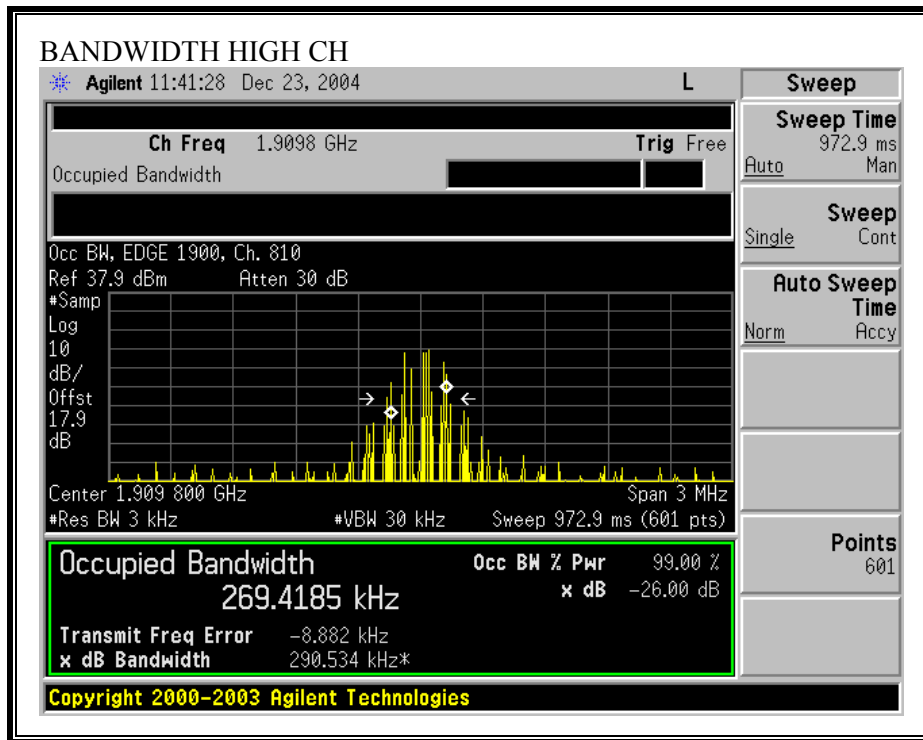 BANDWIDTH HIGH CH
Agilent 11:41:28 Dec 23, 2004 L
Sweep
Ch Freq 1.9098 GHz Trig Free
Occupied Bandwidth
Sweep Time
972.9 ms
Auto Man
Sweep
Single Cont
Auto Sweep
Time
Norm Accy
Points
601
Occ BW, EDGE 1900, Ch. 810
Ref 37.9 dBm Atten 30 dB
#Samp
Log
10
dB/
Offst
17.9
dB
Center 1.909 800 GHz Span 3 MHz
#Res BW 3 kHz #VBW 30 kHz Sweep 972.9 ms (601 pts)
Occupied Bandwidth Occ BW % Pwr 99.00 %
269.4185 kHz x dB -26.00 dB
Transmit Freq Error -8.882 kHz
x dB Bandwidth 290.534 kHz*
Copyright 2000-2003 Agilent Technologies